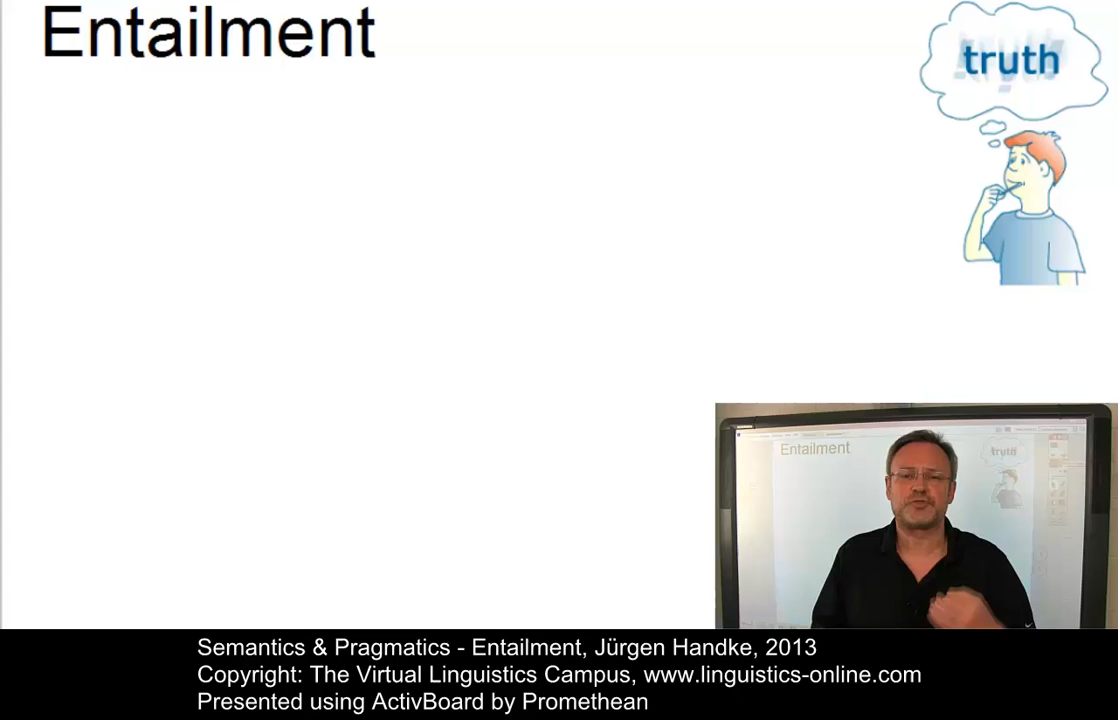 Entailment
truth
Entailment
truth
Semantics & Pragmatics - Entailment, Jürgen Handke, 2013
Copyright: The Virtual Linguistics Campus, www.linguistics-online.com
Presented using ActivBoard by Promethean